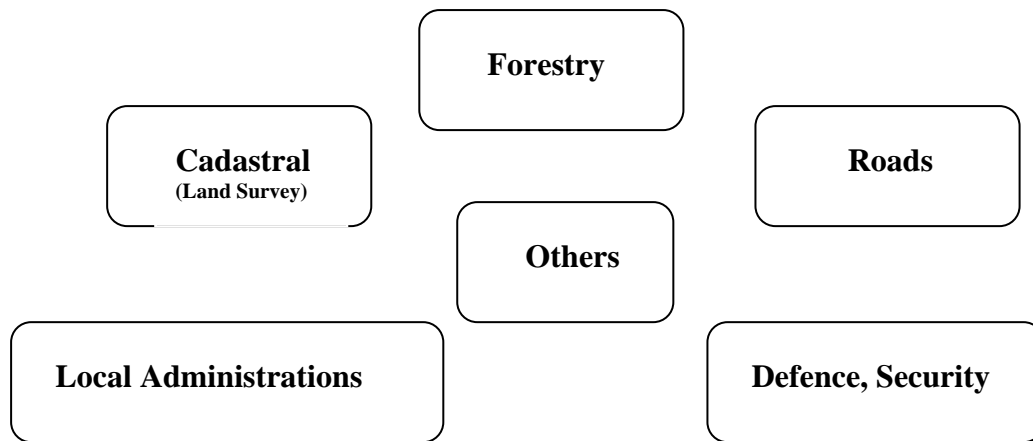 Forestry
Cadastral
(Land Survey)
Roads
Others
Local Administrations
Defence, Security